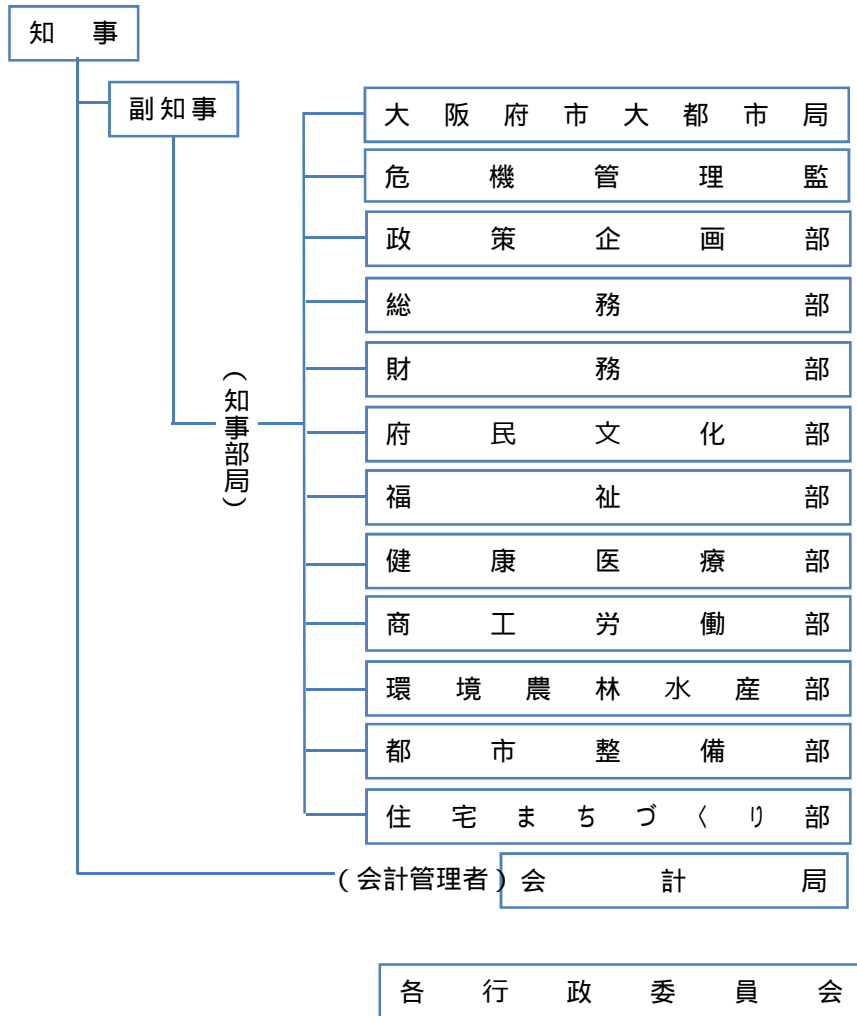 知事
副知事
大阪府市大都市局
危機管理監
政策企画部
総務部
財務部
(知事部局)
府民文化部
福祉部
健康医療部
商工労働部
環境農林水産部
都市整備部
住宅まちづくり部
(会計管理者)会計局
各行政委員会